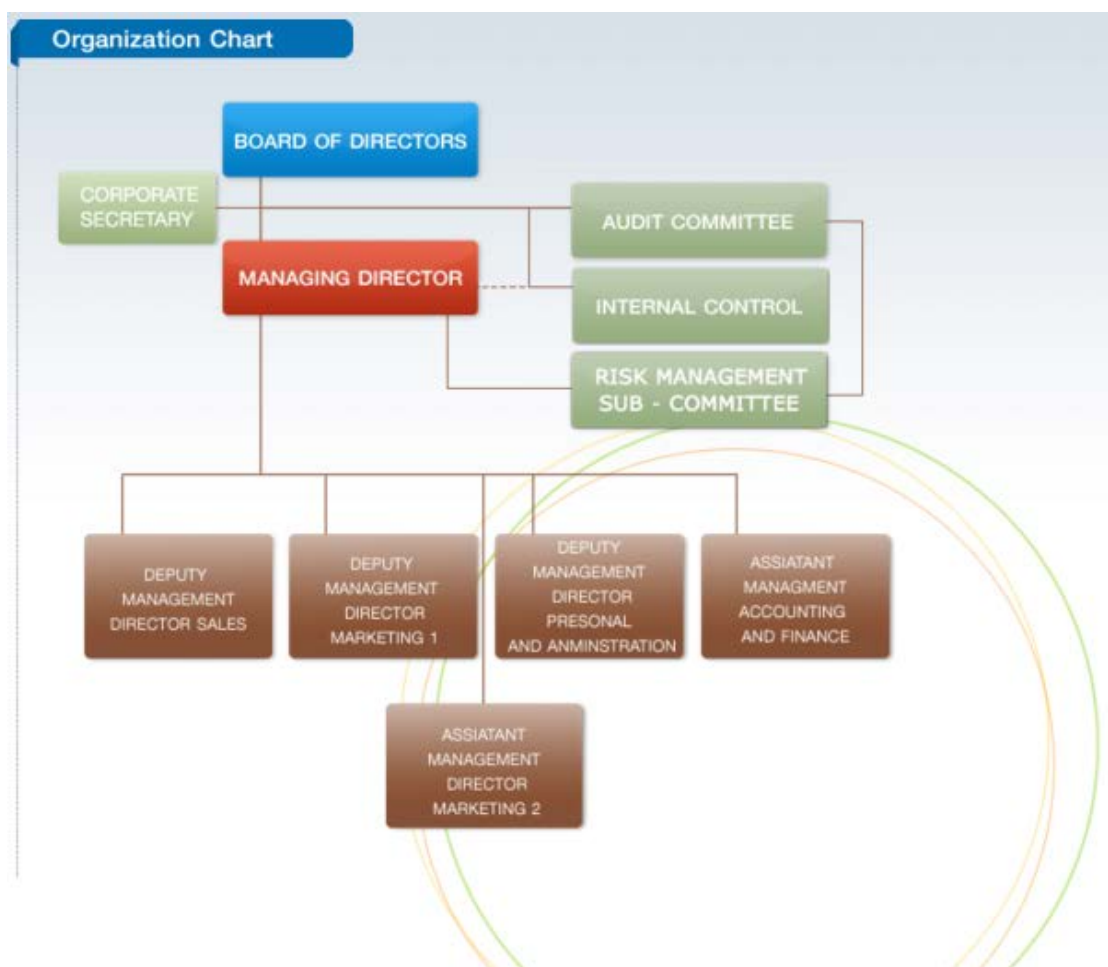 Organization Chart
BOARD OF DIRECTORS
CORPORATE
SECRETARY
AUDIT COMMITTEE
MANAGING DIRECTOR
INTERNAL CONTROL
RISK MANAGEMENT
SUB - COMMITTEE
DEPUTY
MANAGEMENT
DIRECTOR SALES
DEPUTY
MANAGEMENT
DIRECTOR
MARKETING 1
DEPUTY
MANAGEMENT
DIRECTOR
PRESONAL
AND ANMINSTRATION
ASSIATANT
MANAGMENT
ACCOUNTING
AND FINANCE
ASSIATANT
MANAGEMENT
DIRECTOR
MARKETING 2